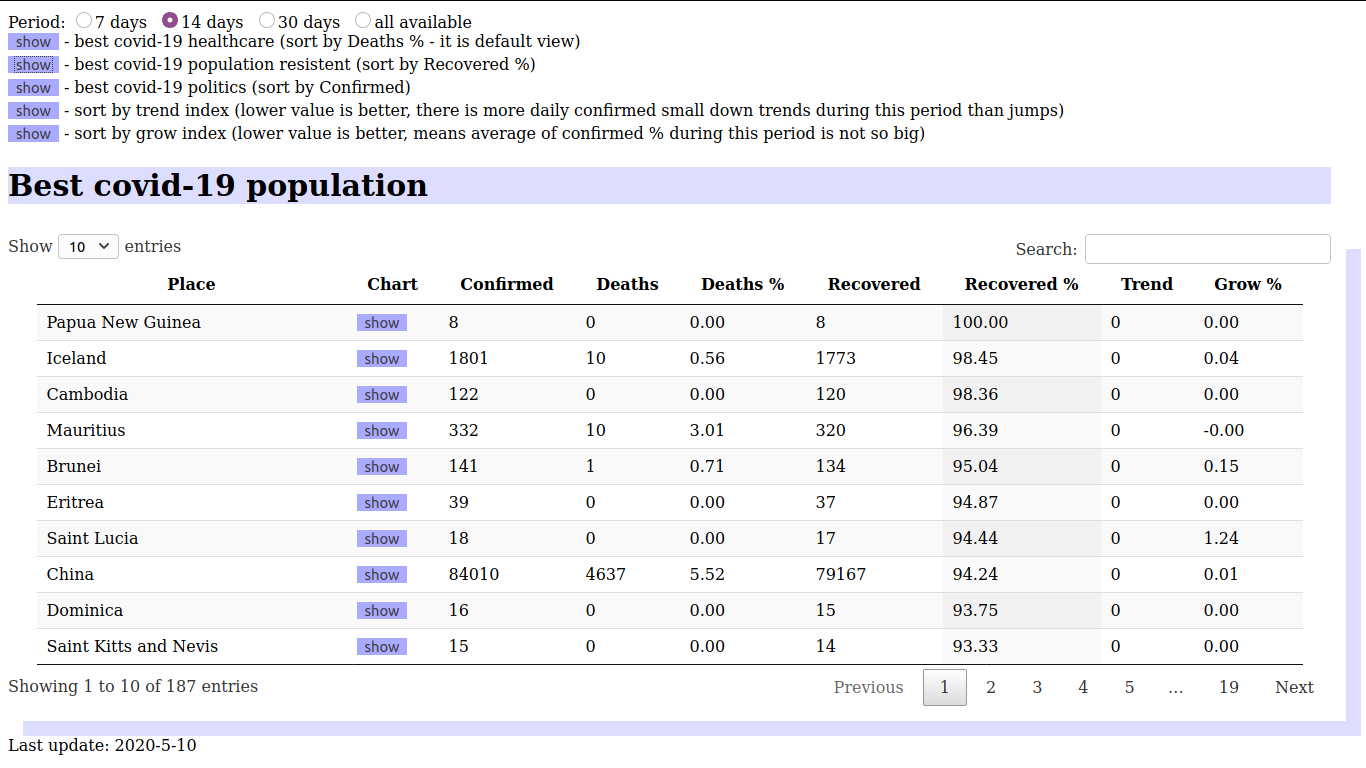 Period: 7 days 14 days 30 days all available
show - best covid-19 healthcare (sort by Deaths % - it is default view)
show - best covid-19 population resistent (sort by Recovered %)
show - best covid-19 politics (sort by Confirmed)
show - sort by trend index (lower value is better, there is more daily confirmed small down trends during this period than jumps)
show - sort by grow index (lower value is better, means average of confirmed % during this period is not so big)
Best covid-19 population
Show 10 entries Search:
Place Chart Confirmed Deaths Deaths % Recovered Recovered % Trend Grow %
Papua New Guinea show 8 0 0.00 8 100.00 0 0.00
Iceland show 1801 10 0.56 1773 98.45 0 0.04
Cambodia show 122 0 0.00 120 98.36 0 0.00
Mauritius show 332 10 3.01 320 96.39 0 -0.00
Brunei show 141 1 0.71 134 95.04 0 0.15
Eritrea show 39 0 0.00 37 94.87 0 0.00
Saint Lucia show 18 0 0.00 17 94.44 0 1.24
China show 84010 4637 5.52 79167 94.24 0 0.01
Dominica show 16 0 0.00 15 93.75 0 0.00
Saint Kitts and Nevis show 15 0 0.00 14 93.33 0 0.00
Showing 1 to 10 of 187 entries Previous 1 2 3 4 5 … 19 Next
Last update: 2020-5-10